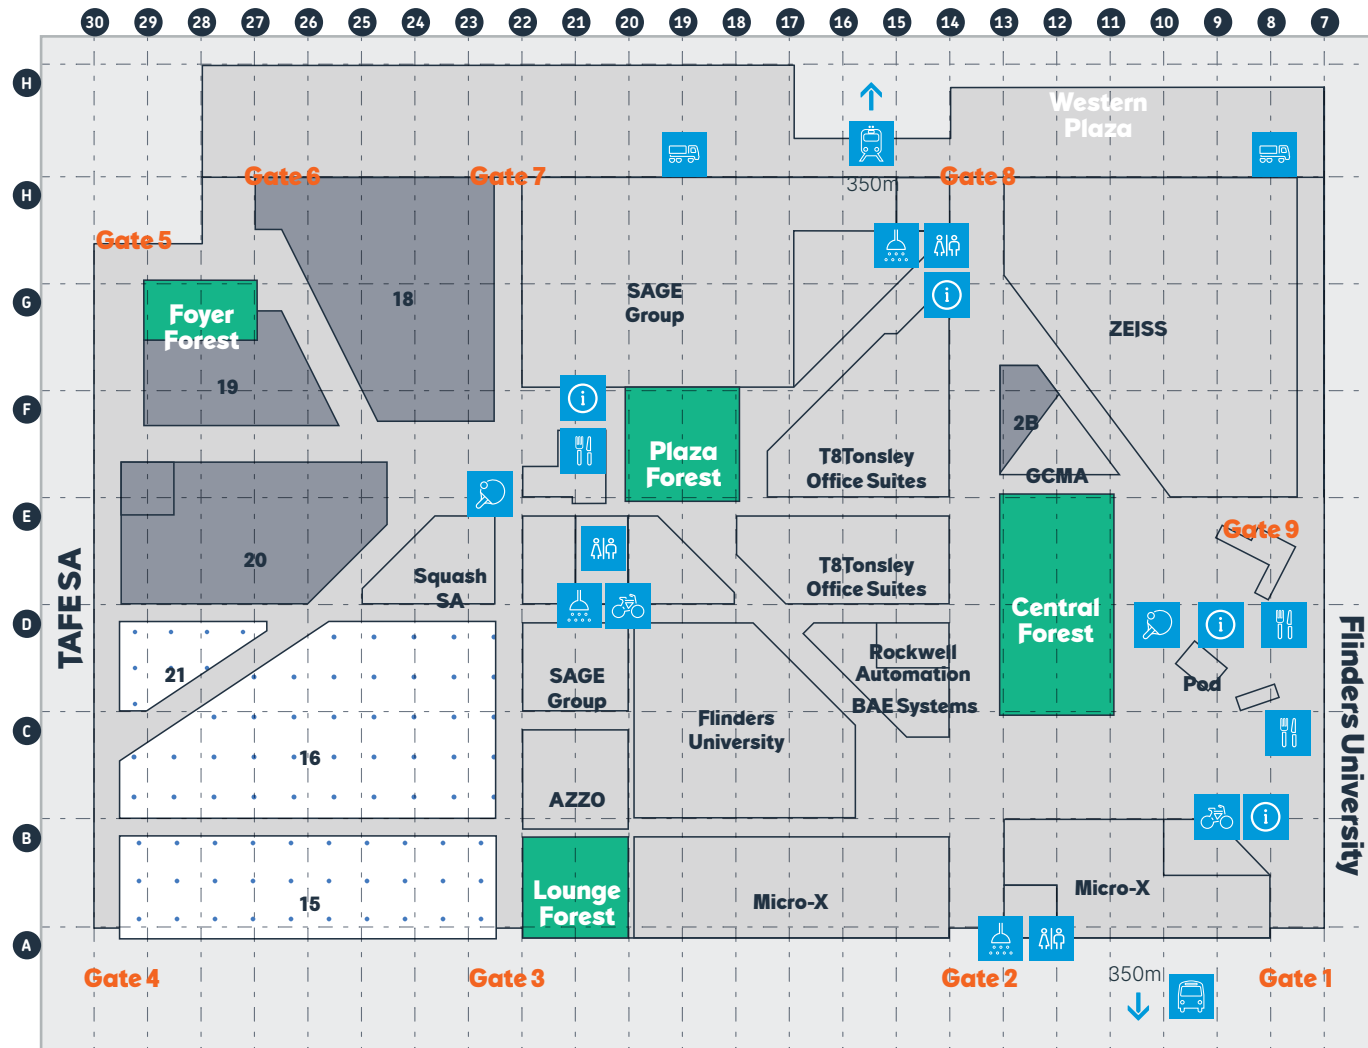 30 29 28 27 26 25 24 23 22 21 20 19 18 17 16 15 14 13 12 11 10 9 8 7
H
Western
Plaza
H
Gate 6
Gate 7
350m
Gate 8
Gate 5
G
SAGE
Group
18
Foyer
Forest
ZEISS
19
F
2B
Plaza
Forest
T8Tonsley
Office Suites
GCMA
E
Gate 9
20
Squash
SA
T8Tonsley
Office Suites
TAFE SA
D
Central
Forest
Flinders University
21
SAGE
Group
Rockwell
Automation
BAE Systems
Pod
C
16
Flinders
University
AZZO
B
15
Lounge
Forest
Micro-X
Micro-X
A
Gate 4
Gate 3
Gate 2
350m
Gate 1